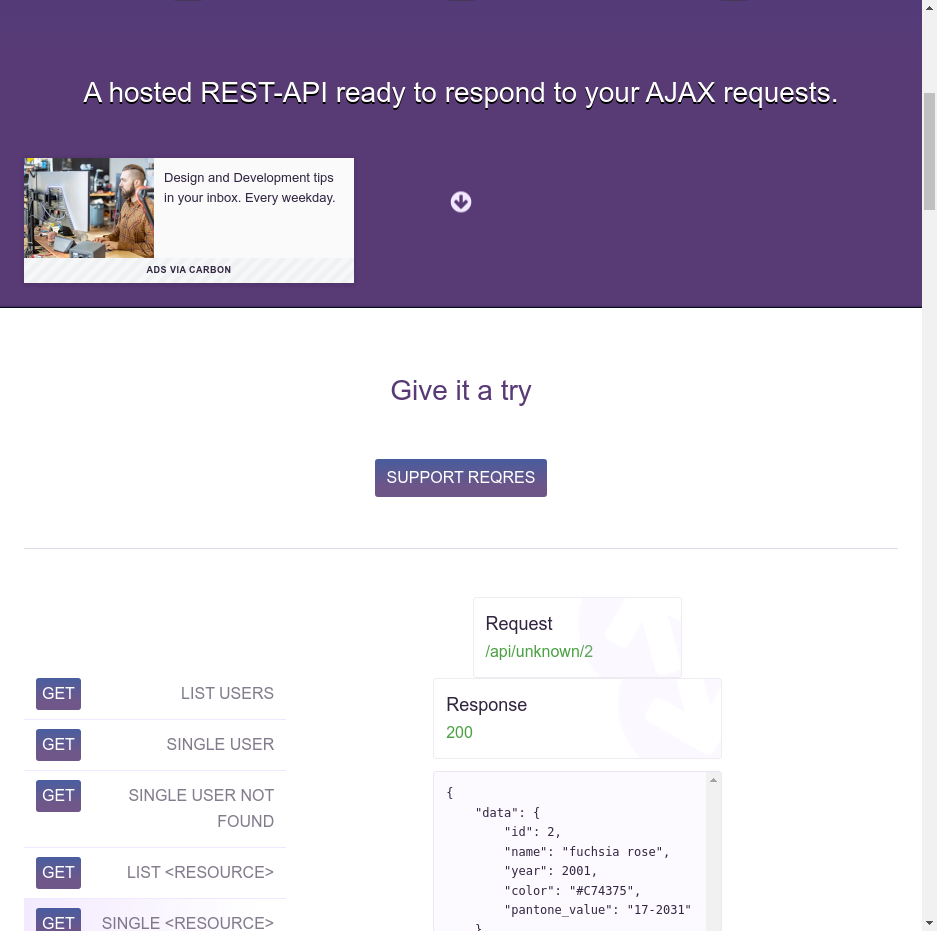 A hosted REST-API ready to respond to your AJAX requests.
Design and Development tips
in your inbox. Every weekday.
ADS VIA CARBON
Give it a try
SUPPORT REQRES
GET LIST USERS
GET SINGLE USER
GET SINGLE USER NOT
FOUND
GET LIST <RESOURCE>
GET SINGLE <RESOURCE>
Request
/api/unknown/2
Response
200
{
    "data": {
        "id": 2,
        "name": "fuchsia rose",
        "year": 2001,
        "color": "#C74375",
        "pantone_value": "17-2031"
    }